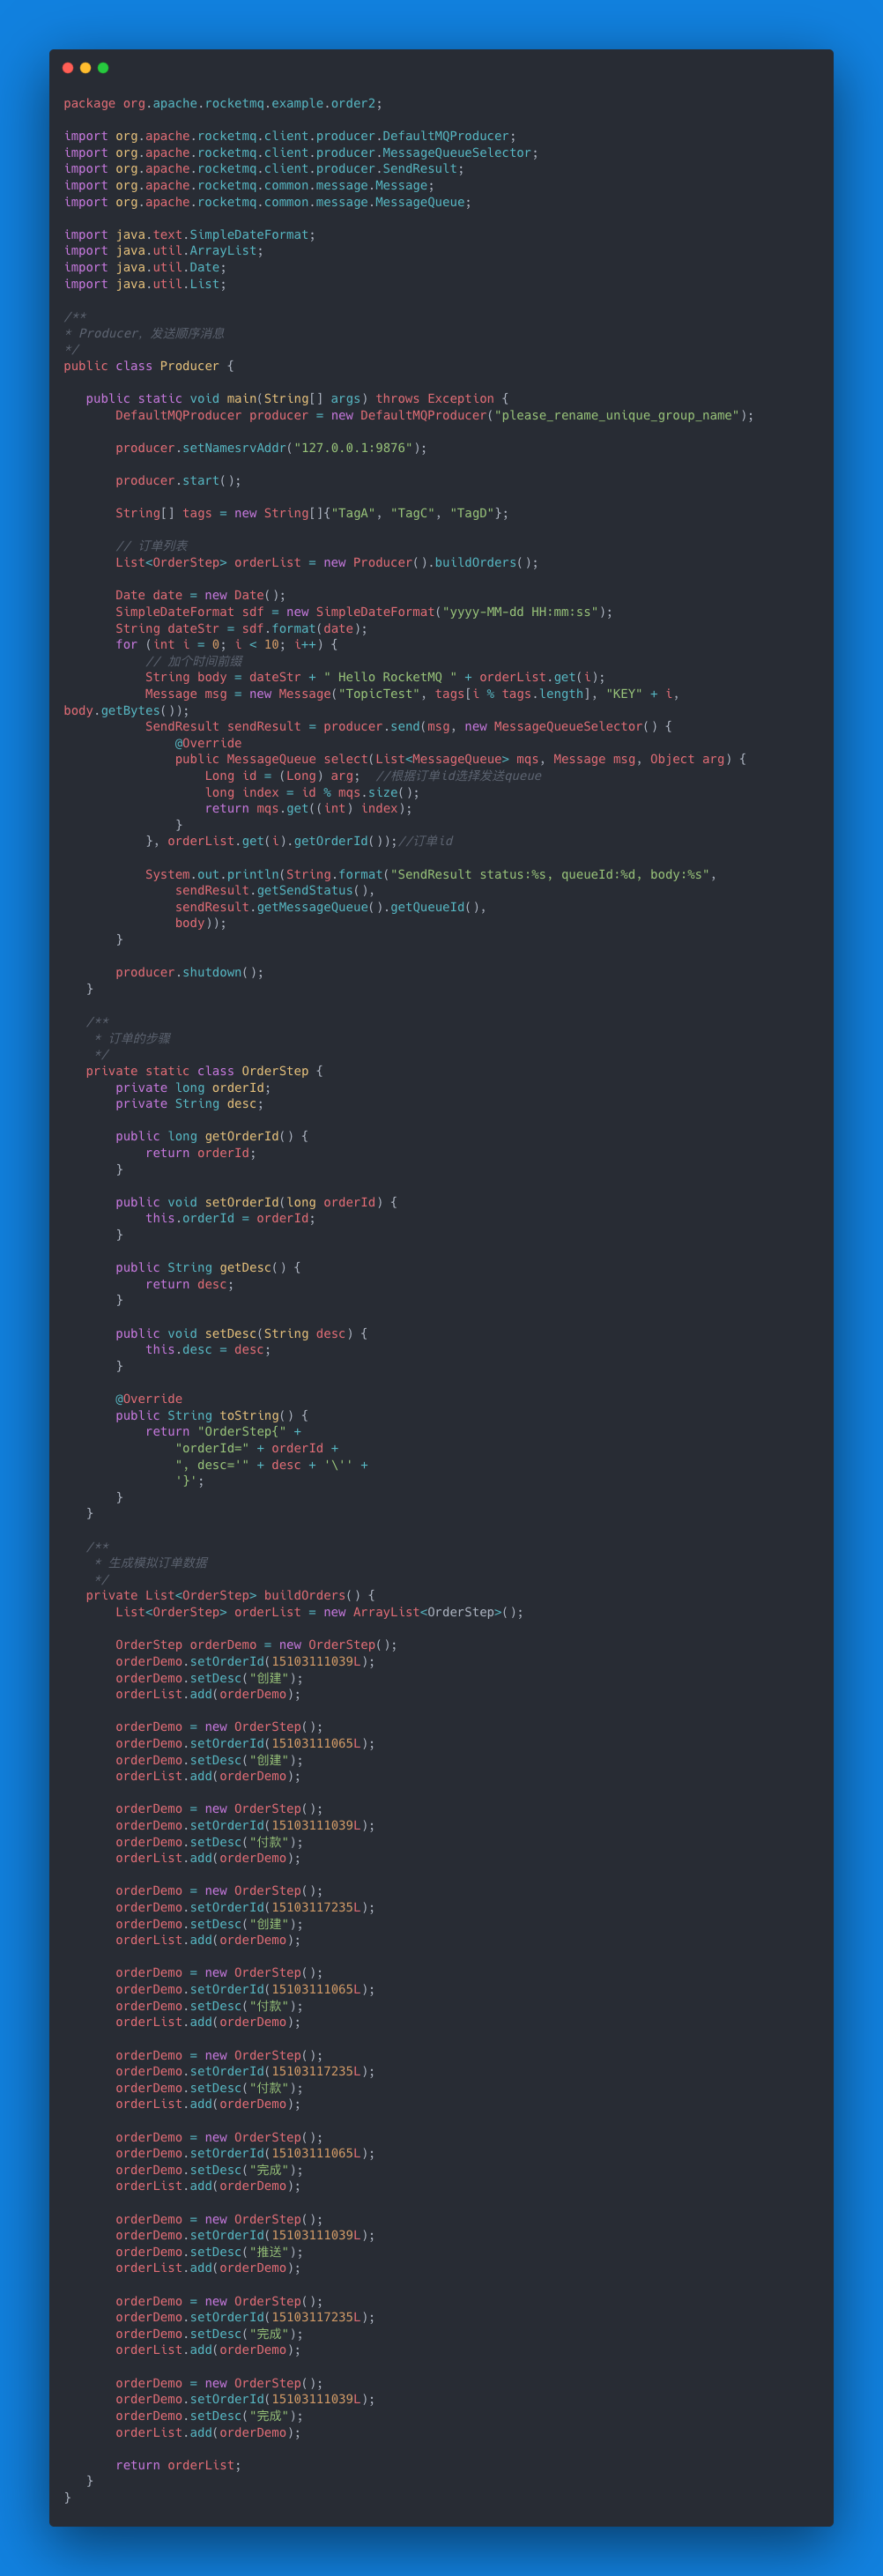 package org.apache.rocketmq.example.order2;

import org.apache.rocketmq.client.producer.DefaultMQProducer;
import org.apache.rocketmq.client.producer.MessageQueueSelector;
import org.apache.rocketmq.client.producer.SendResult;
import org.apache.rocketmq.common.message.Message;
import org.apache.rocketmq.common.message.MessageQueue;

import java.text.SimpleDateFormat;
import java.util.ArrayList;
import java.util.Date;
import java.util.List;

/**
* Producer，发送顺序消息
*/
public class Producer {

   public static void main(String[] args) throws Exception {
       DefaultMQProducer producer = new DefaultMQProducer("please_rename_unique_group_name");

       producer.setNamesrvAddr("127.0.0.1:9876");

       producer.start();

       String[] tags = new String[]{"TagA", "TagC", "TagD"};

       // 订单列表
       List<OrderStep> orderList = new Producer().buildOrders();

       Date date = new Date();
       SimpleDateFormat sdf = new SimpleDateFormat("yyyy-MM-dd HH:mm:ss");
       String dateStr = sdf.format(date);
       for (int i = 0; i < 10; i++) {
           // 加个时间前缀
           String body = dateStr + " Hello RocketMQ " + orderList.get(i);
           Message msg = new Message("TopicTest", tags[i % tags.length], "KEY" + i,
body.getBytes());
           SendResult sendResult = producer.send(msg, new MessageQueueSelector() {
               @Override
               public MessageQueue select(List<MessageQueue> mqs, Message msg, Object arg) {
                   Long id = (Long) arg;  //根据订单id选择发送queue
                   long index = id % mqs.size();
                   return mqs.get((int) index);
               }
           }, orderList.get(i).getOrderId());//订单id

           System.out.println(String.format("SendResult status:%s, queueId:%d, body:%s",
               sendResult.getSendStatus(),
               sendResult.getMessageQueue().getQueueId(),
               body));
       }

       producer.shutdown();
   }

   /**
    * 订单的步骤
    */
   private static class OrderStep {
       private long orderId;
       private String desc;

       public long getOrderId() {
           return orderId;
       }

       public void setOrderId(long orderId) {
           this.orderId = orderId;
       }

       public String getDesc() {
           return desc;
       }

       public void setDesc(String desc) {
           this.desc = desc;
       }

       @Override
       public String toString() {
           return "OrderStep{" +
               "orderId=" + orderId +
               ", desc='" + desc + '\'' +
               '}';
       }
   }

   /**
    * 生成模拟订单数据
    */
   private List<OrderStep> buildOrders() {
       List<OrderStep> orderList = new ArrayList<OrderStep>();

       OrderStep orderDemo = new OrderStep();
       orderDemo.setOrderId(15103111039L);
       orderDemo.setDesc("创建");
       orderList.add(orderDemo);

       orderDemo = new OrderStep();
       orderDemo.setOrderId(15103111065L);
       orderDemo.setDesc("创建");
       orderList.add(orderDemo);

       orderDemo = new OrderStep();
       orderDemo.setOrderId(15103111039L);
       orderDemo.setDesc("付款");
       orderList.add(orderDemo);

       orderDemo = new OrderStep();
       orderDemo.setOrderId(15103117235L);
       orderDemo.setDesc("创建");
       orderList.add(orderDemo);

       orderDemo = new OrderStep();
       orderDemo.setOrderId(15103111065L);
       orderDemo.setDesc("付款");
       orderList.add(orderDemo);

       orderDemo = new OrderStep();
       orderDemo.setOrderId(15103117235L);
       orderDemo.setDesc("付款");
       orderList.add(orderDemo);

       orderDemo = new OrderStep();
       orderDemo.setOrderId(15103111065L);
       orderDemo.setDesc("完成");
       orderList.add(orderDemo);

       orderDemo = new OrderStep();
       orderDemo.setOrderId(15103111039L);
       orderDemo.setDesc("推送");
       orderList.add(orderDemo);

       orderDemo = new OrderStep();
       orderDemo.setOrderId(15103117235L);
       orderDemo.setDesc("完成");
       orderList.add(orderDemo);

       orderDemo = new OrderStep();
       orderDemo.setOrderId(15103111039L);
       orderDemo.setDesc("完成");
       orderList.add(orderDemo);

       return orderList;
   }
}